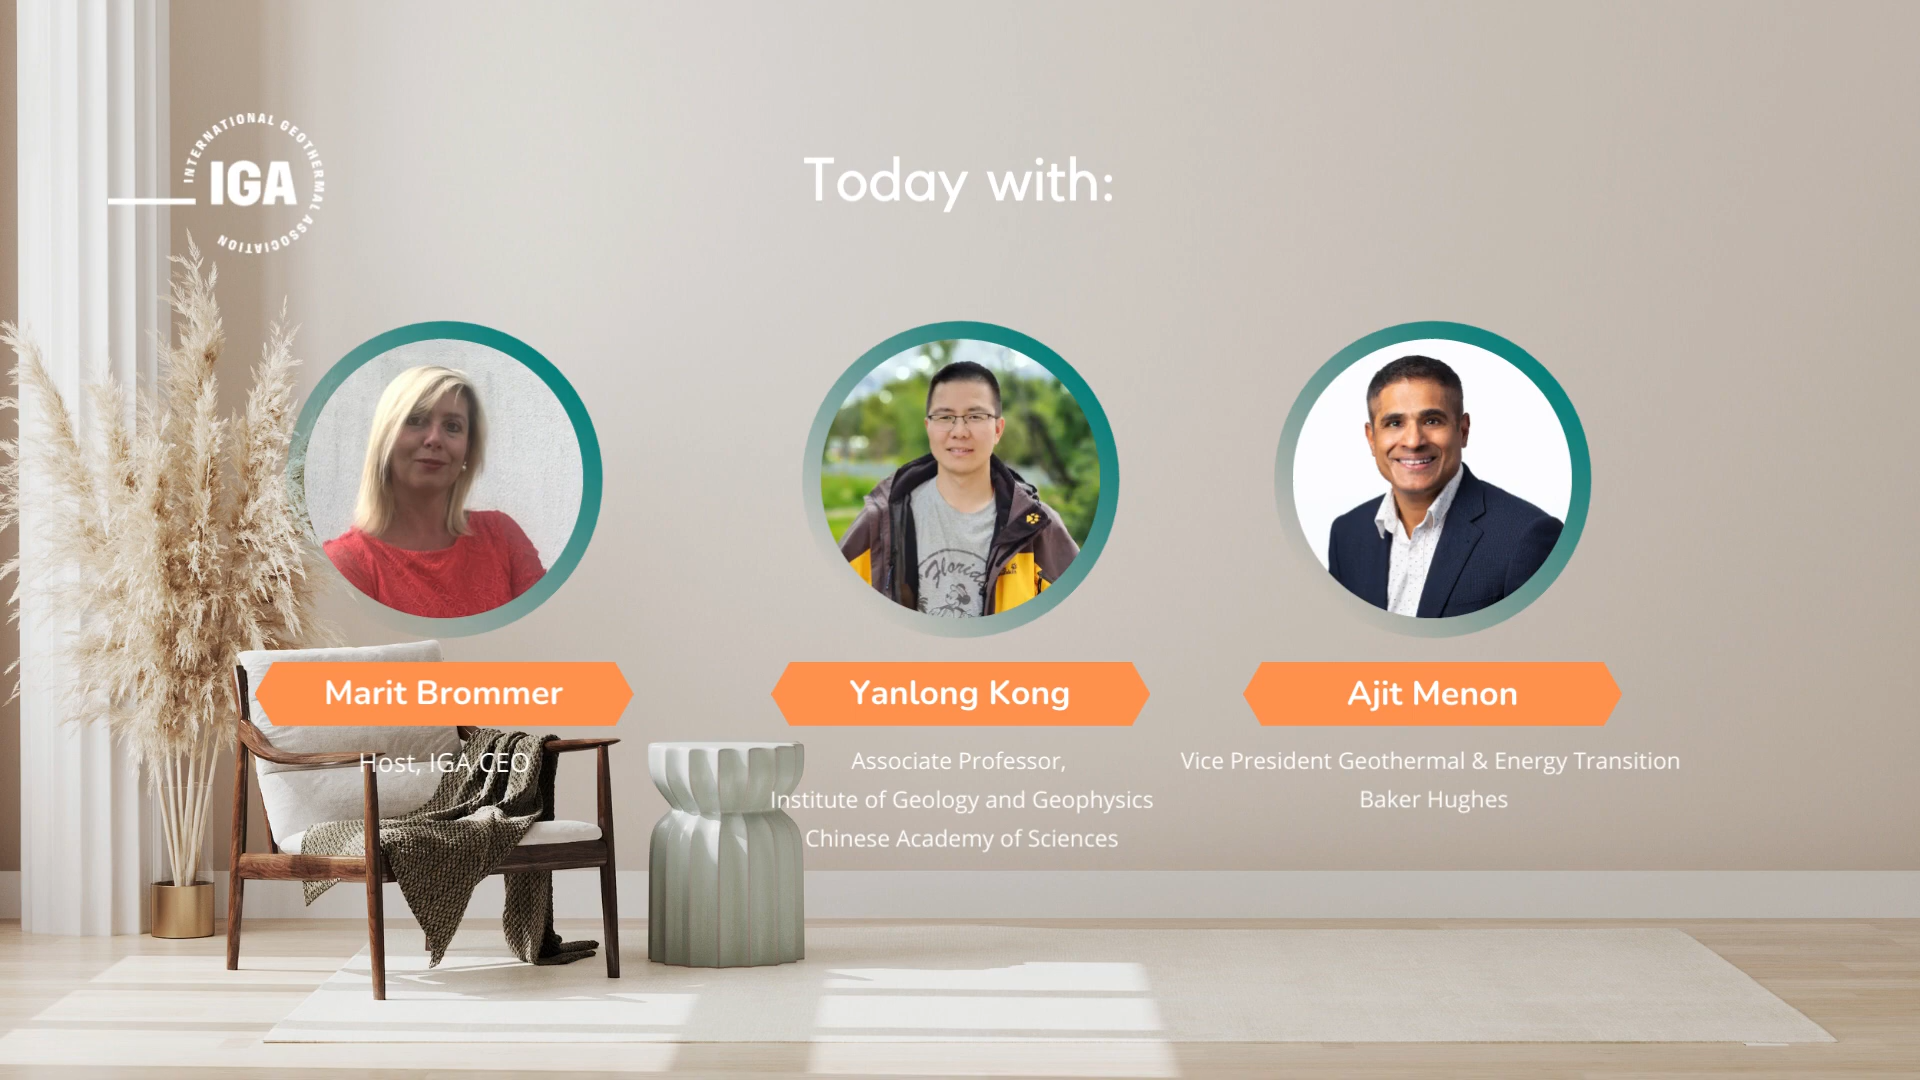 INTERNATIONAL GEOTHERMAL ASSOCIATION
IGA
Today with:
Florida
Marit Brommer
Host, IGA CEO
Yanlong Kong
Associate Professor,
Institute of Geology and Geophysics
Chinese Academy of Sciences
Ajit Menon
Vice President Geothermal & Energy Transition
Baker Hughes